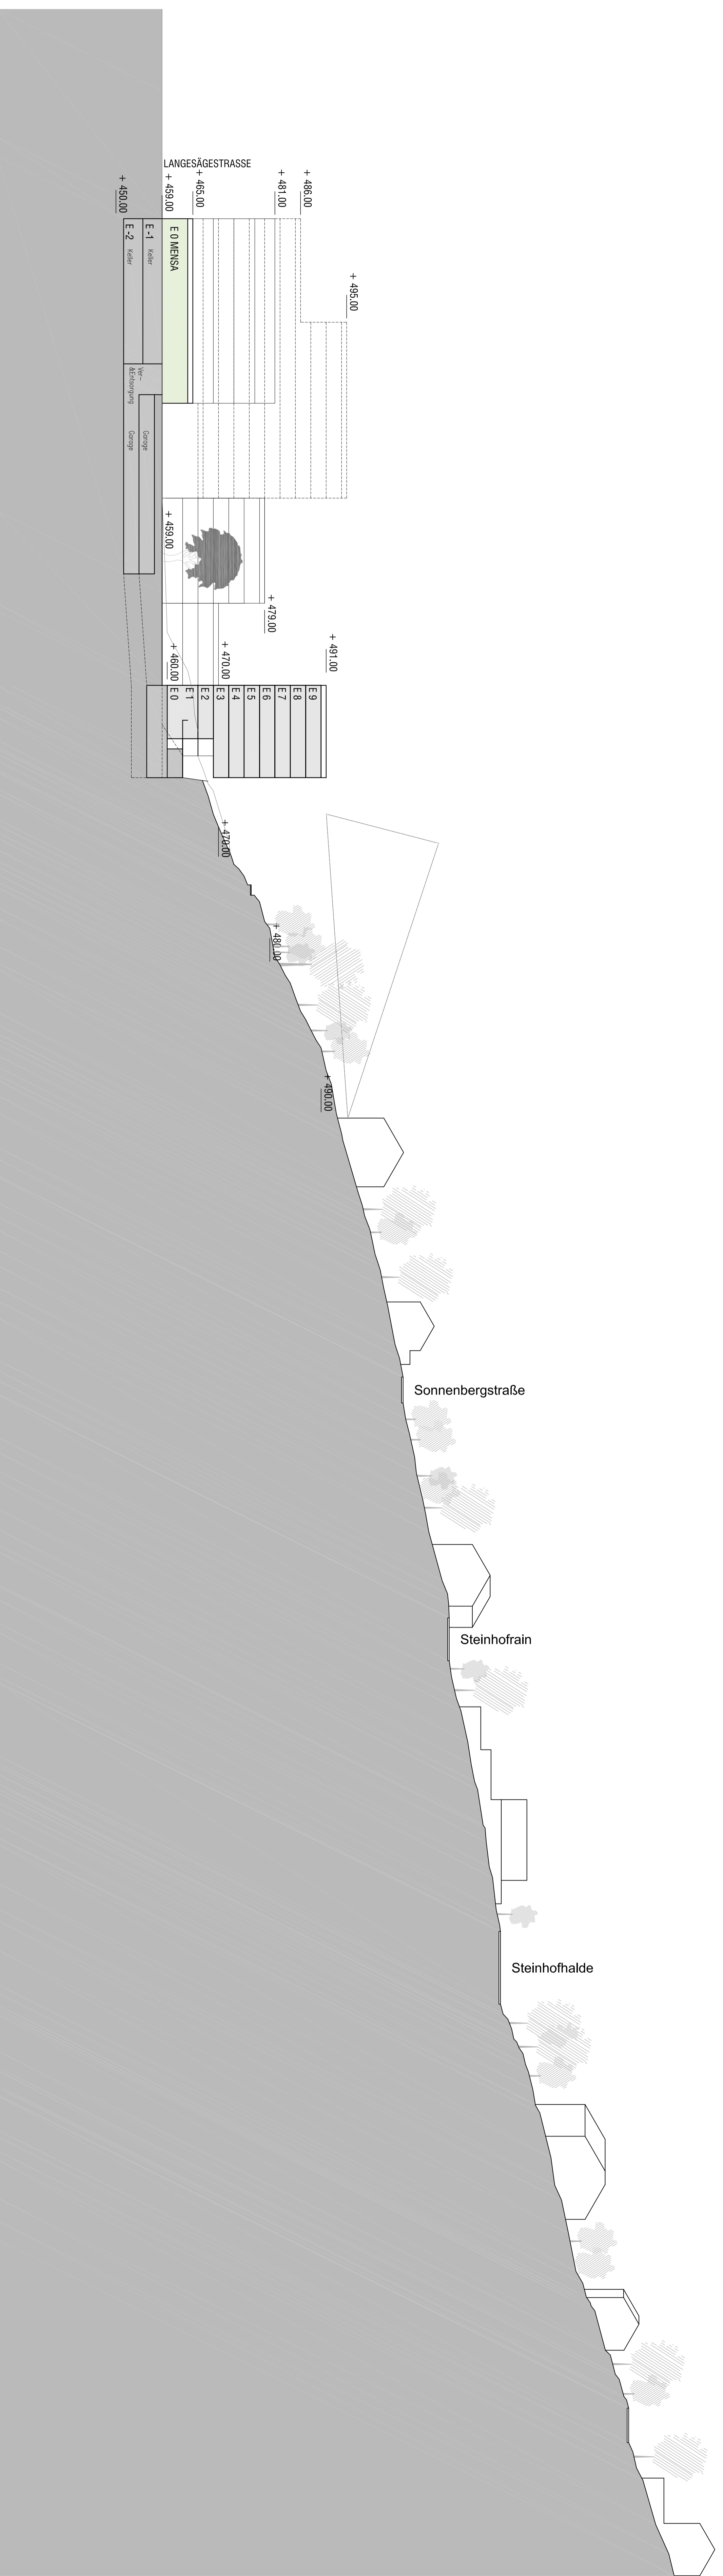 LANGESÄGESTRASSE
+ 450.00
+ 459.00
+ 465.00
+ 481.00
+ 486.00
+ 495.00
E -2 Keller
E -1 Keller
E 0 MENSA
Ver-
&Entsorgung
Garage
Garage
+ 459.00
+ 479.00
+ 460.00
+ 470.00
+ 491.00
E 0
E 1
E 2
E 3
E 4
E 5
E 6
E 7
E 8
E 9
+ 470.00
+ 480.00
+ 490.00
Sonnenbergstraße
Steinhofrain
Steinhofhalde